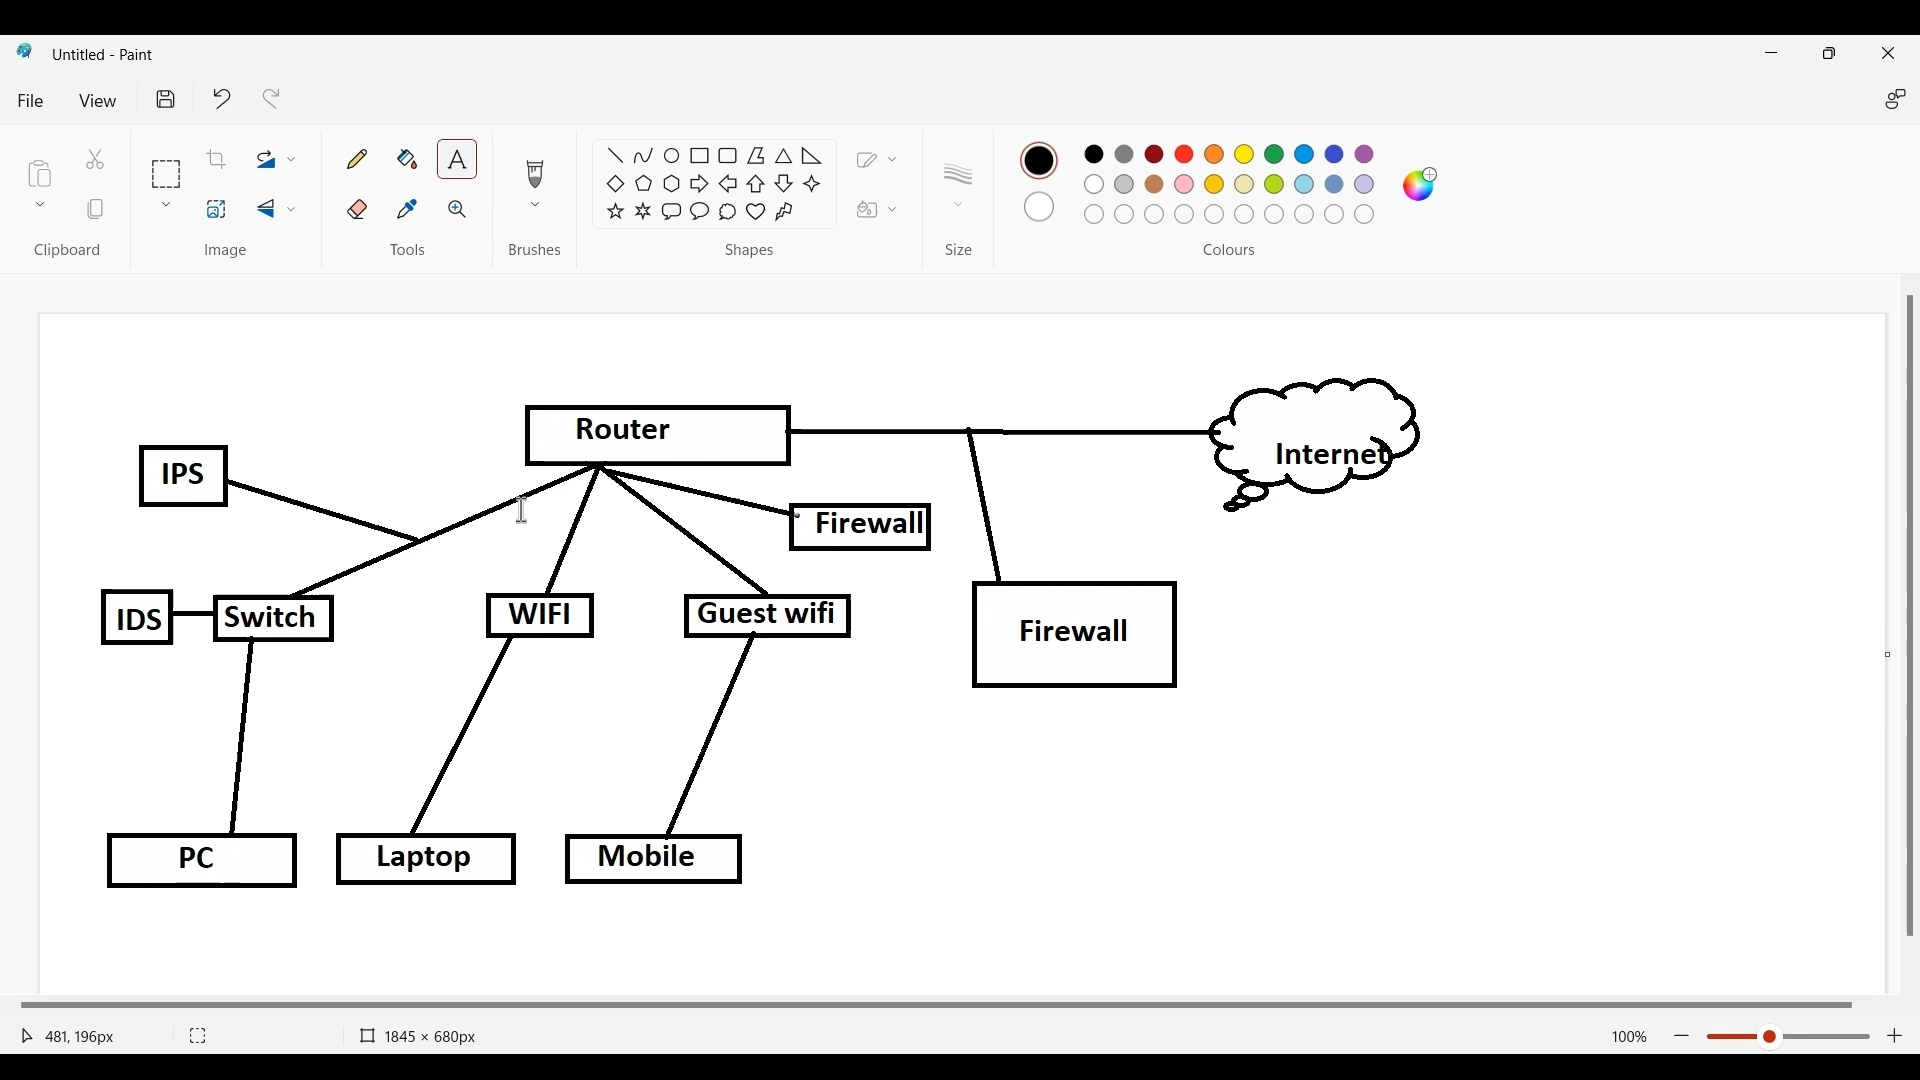 Untitled - Paint
File
View
Clipboard
Image
Tools
Brushes
Shapes
Size
Colours
Router
IPS
Internet
Firewall
IDS
Switch
WIFI
Guest wifi
Firewall
PC
Laptop
Mobile
481, 196px
1845 × 680px
100%